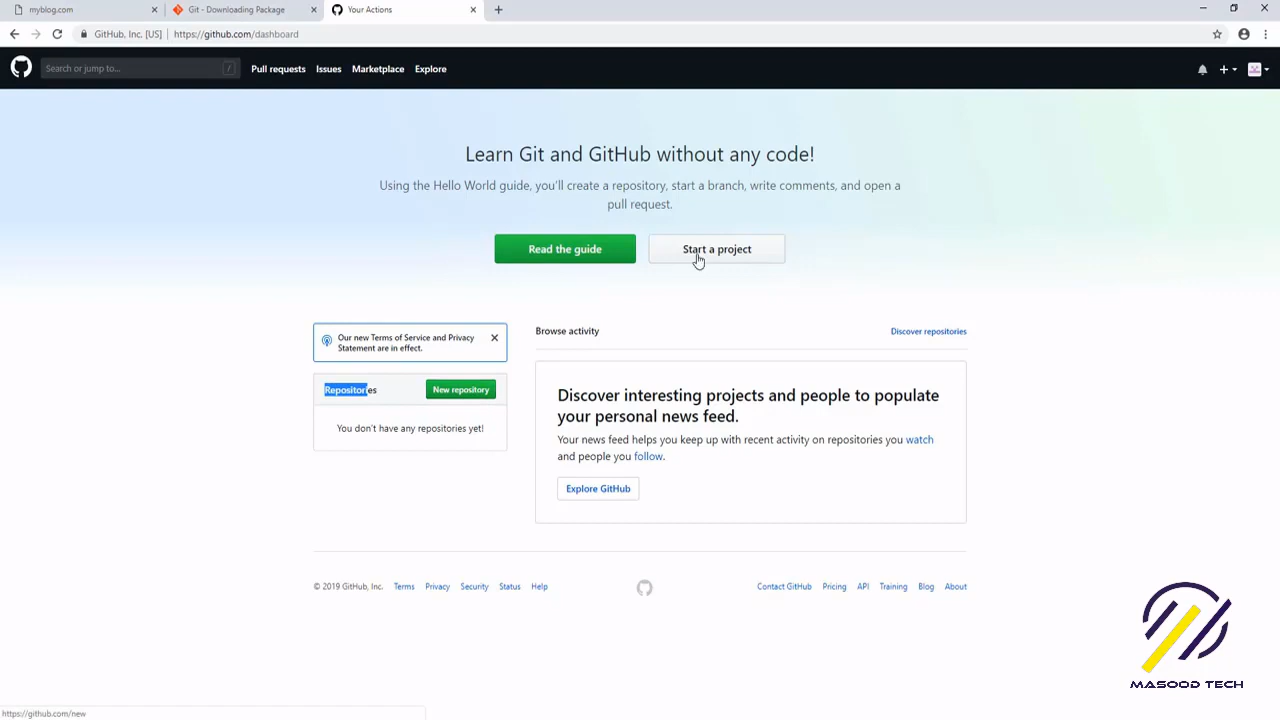 myblog.com
Git - Downloading Package
Your Actions
GitHub, Inc. [US]
https://github.com/dashboard
Search or jump to...
/
Pull requests
Issues
Marketplace
Explore
Learn Git and GitHub without any code!
Using the Hello World guide, you'll create a repository, start a branch, write comments, and open a
pull request.
Read the guide
Start a project
Our new Terms of Service and Privacy
Statement are in effect.
Repositories
New repository
You don't have any repositories yet!
Browse activity
Discover repositories
Discover interesting projects and people to populate
your personal news feed.
Your news feed helps you keep up with recent activity on repositories you watch
and people you follow.
Explore GitHub
© 2019 GitHub, Inc.
Terms
Privacy
Security
Status
Help
Contact GitHub
Pricing
API
Training
Blog
About
MASOOD TECH
https://github.com/new